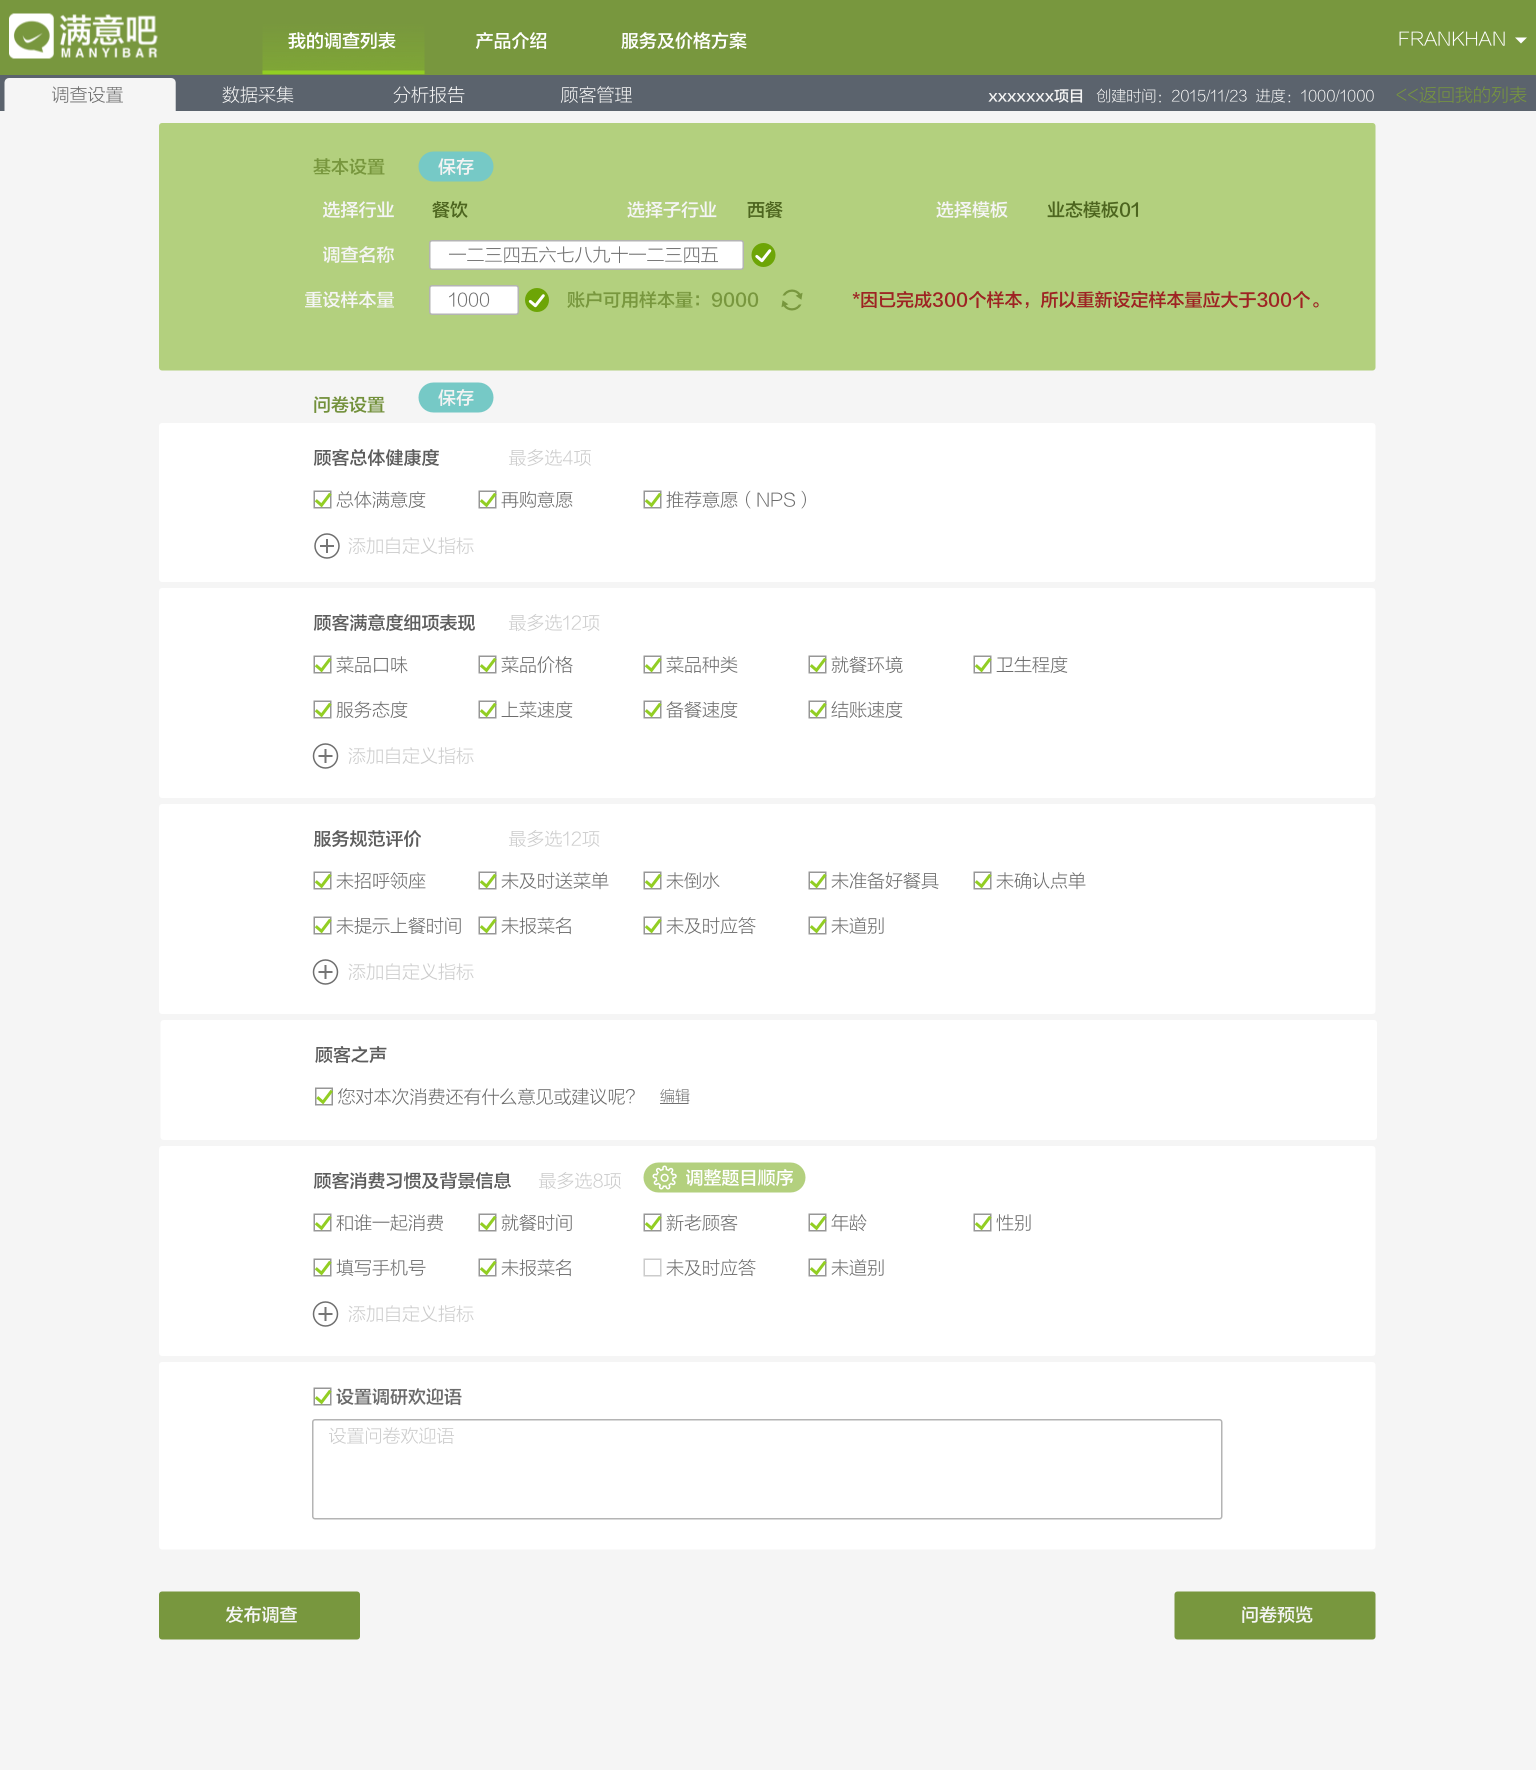 满意吧
MANYIBAR
我的调查列表 产品介绍 服务及价格方案 FRANKHAN
调查设置 数据采集 分析报告 顾客管理 xxxxxxx项目 创建时间：2015/11/23 进度：1000/1000 <<返回我的列表
基本设置 保存
选择行业 餐饮 选择子行业 西餐 选择模板 业态模板01
调查名称 一二三四五六七八九十一二三四五
重设样本量 1000 账户可用样本量：9000 *因已完成300个样本，所以重新设定样本量应大于300个。
问卷设置 保存
顾客总体健康度 最多选4项
总体满意度 再购意愿 推荐意愿（NPS）
添加自定义指标
顾客满意度细项表现 最多选12项
菜品口味 菜品价格 菜品种类 就餐环境 卫生程度
服务态度 上菜速度 备餐速度 结账速度
添加自定义指标
服务规范评价 最多选12项
未招呼领座 未及时送菜单 未倒水 未准备好餐具 未确认点单
未提示上餐时间 未报菜名 未及时应答 未道别
添加自定义指标
顾客之声
您对本次消费还有什么意见或建议呢？ 编辑
顾客消费习惯及背景信息 最多选8项 调整题目顺序
和谁一起消费 就餐时间 新老顾客 年龄 性别
填写手机号 未报菜名 未及时应答 未道别
添加自定义指标
设置调研欢迎语
设置问卷欢迎语
发布调查 问卷预览